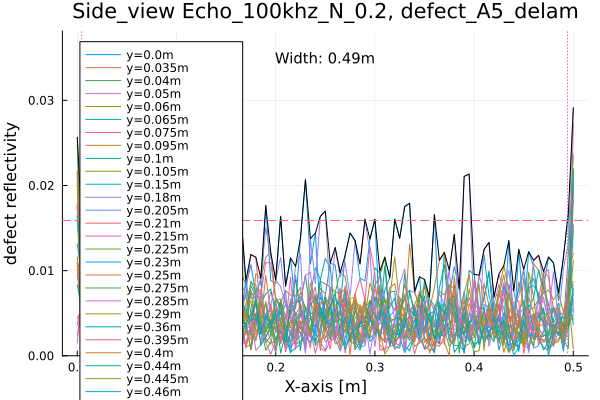 Side_view Echo_100khz_N_0.2, defect_A5_delam
Width: 0.49m
defect reflectivity
0.03
0.02
0.01
0.00
y=0.0m
y=0.035m
y=0.04m
y=0.05m
y=0.06m
y=0.065m
y=0.075m
y=0.095m
y=0.1m
y=0.105m
y=0.15m
y=0.18m
y=0.205m
y=0.21m
y=0.215m
y=0.225m
y=0.23m
y=0.25m
y=0.275m
y=0.285m
y=0.29m
y=0.36m
y=0.395m
y=0.4m
y=0.44m
y=0.445m
y=0.46m
0.2
0.3
0.4
0.5
X-axis [m]